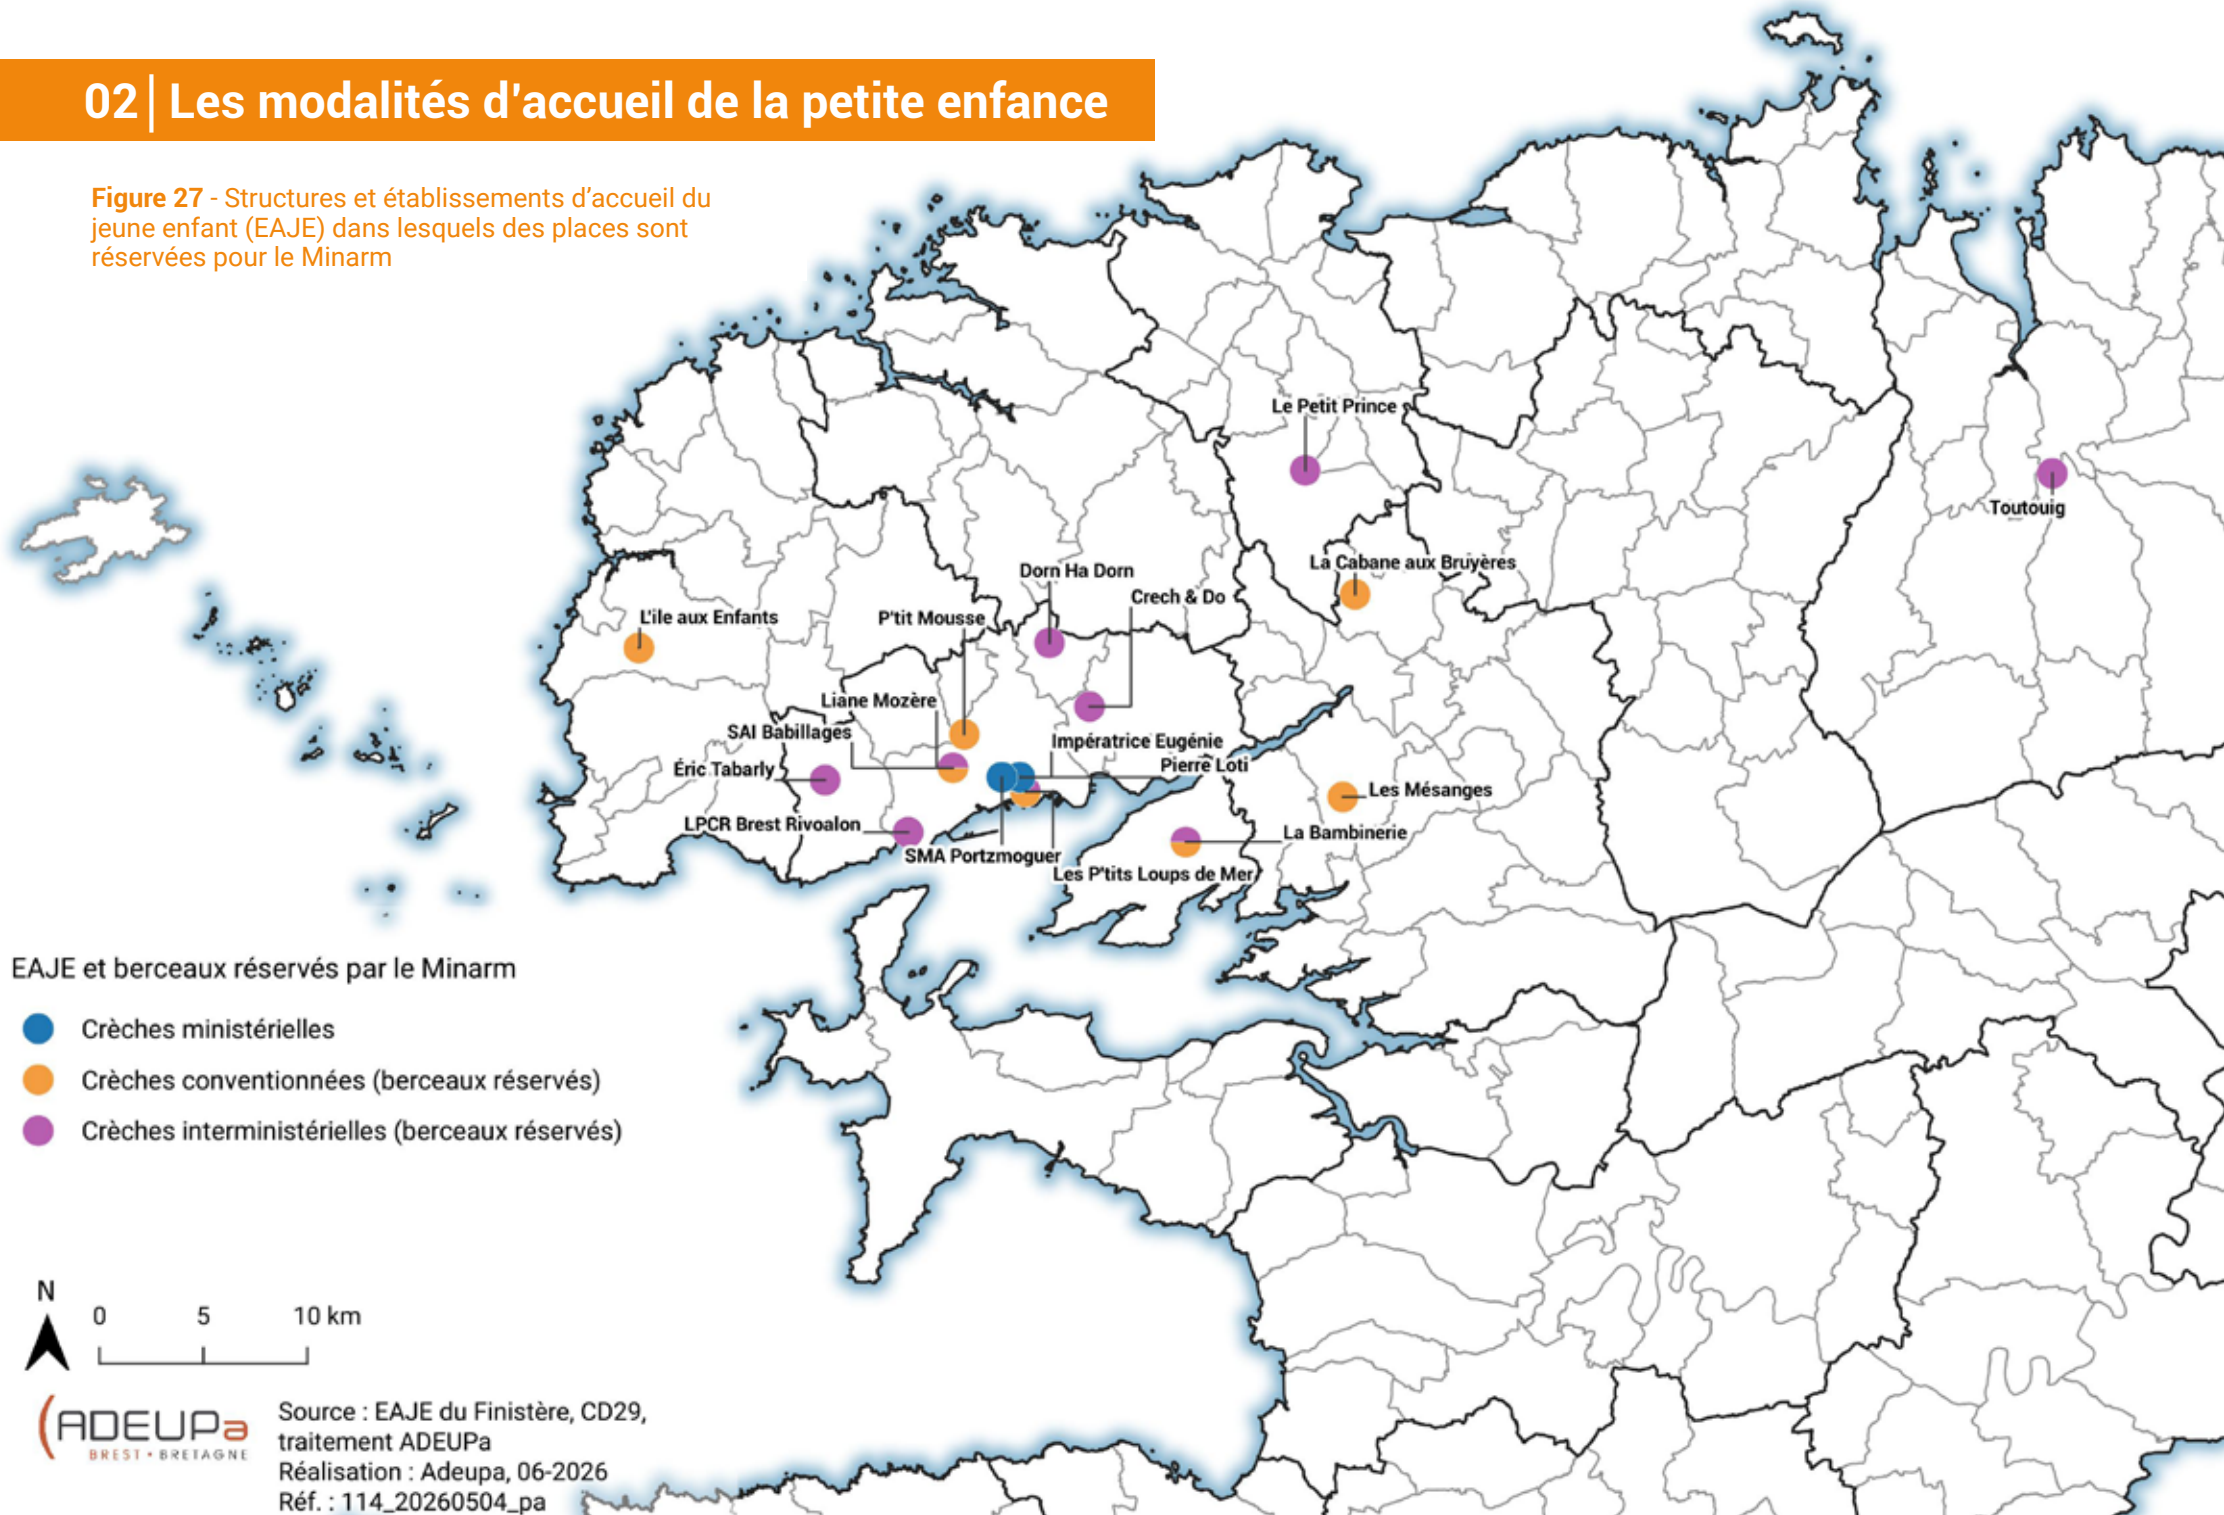 02 | Les modalités d'accueil de la petite enfance
Figure 27 - Structures et établissements d'accueil du
jeune enfant (EAJE) dans lesquels des places sont
réservées pour le Minarm
Le Petit Prince
Toutouig
La Cabane aux Bruyères
Dorn Ha Dorn
Crech & Do
L'ile aux Enfants
P'tit Mousse
Liane Mozère
SAI Babillages
Impératrice Eugénie
Pierre Loti
Éric Tabarly
Les Mésanges
LPCR Brest Rivoalon
La Bambinerie
SMA Portzmoguer
Les P'tits Loups de Mer
EAJE et berceaux réservés par le Minarm
Crèches ministérielles
Crèches conventionnées (berceaux réservés)
Crèches interministérielles (berceaux réservés)
N
0 5 10 km
ADEUPa
BREST • BRETAGNE
Source : EAJE du Finistère, CD29,
traitement ADEUPa
Réalisation : Adeupa, 06-2026
Réf. : 114_20260504_pa